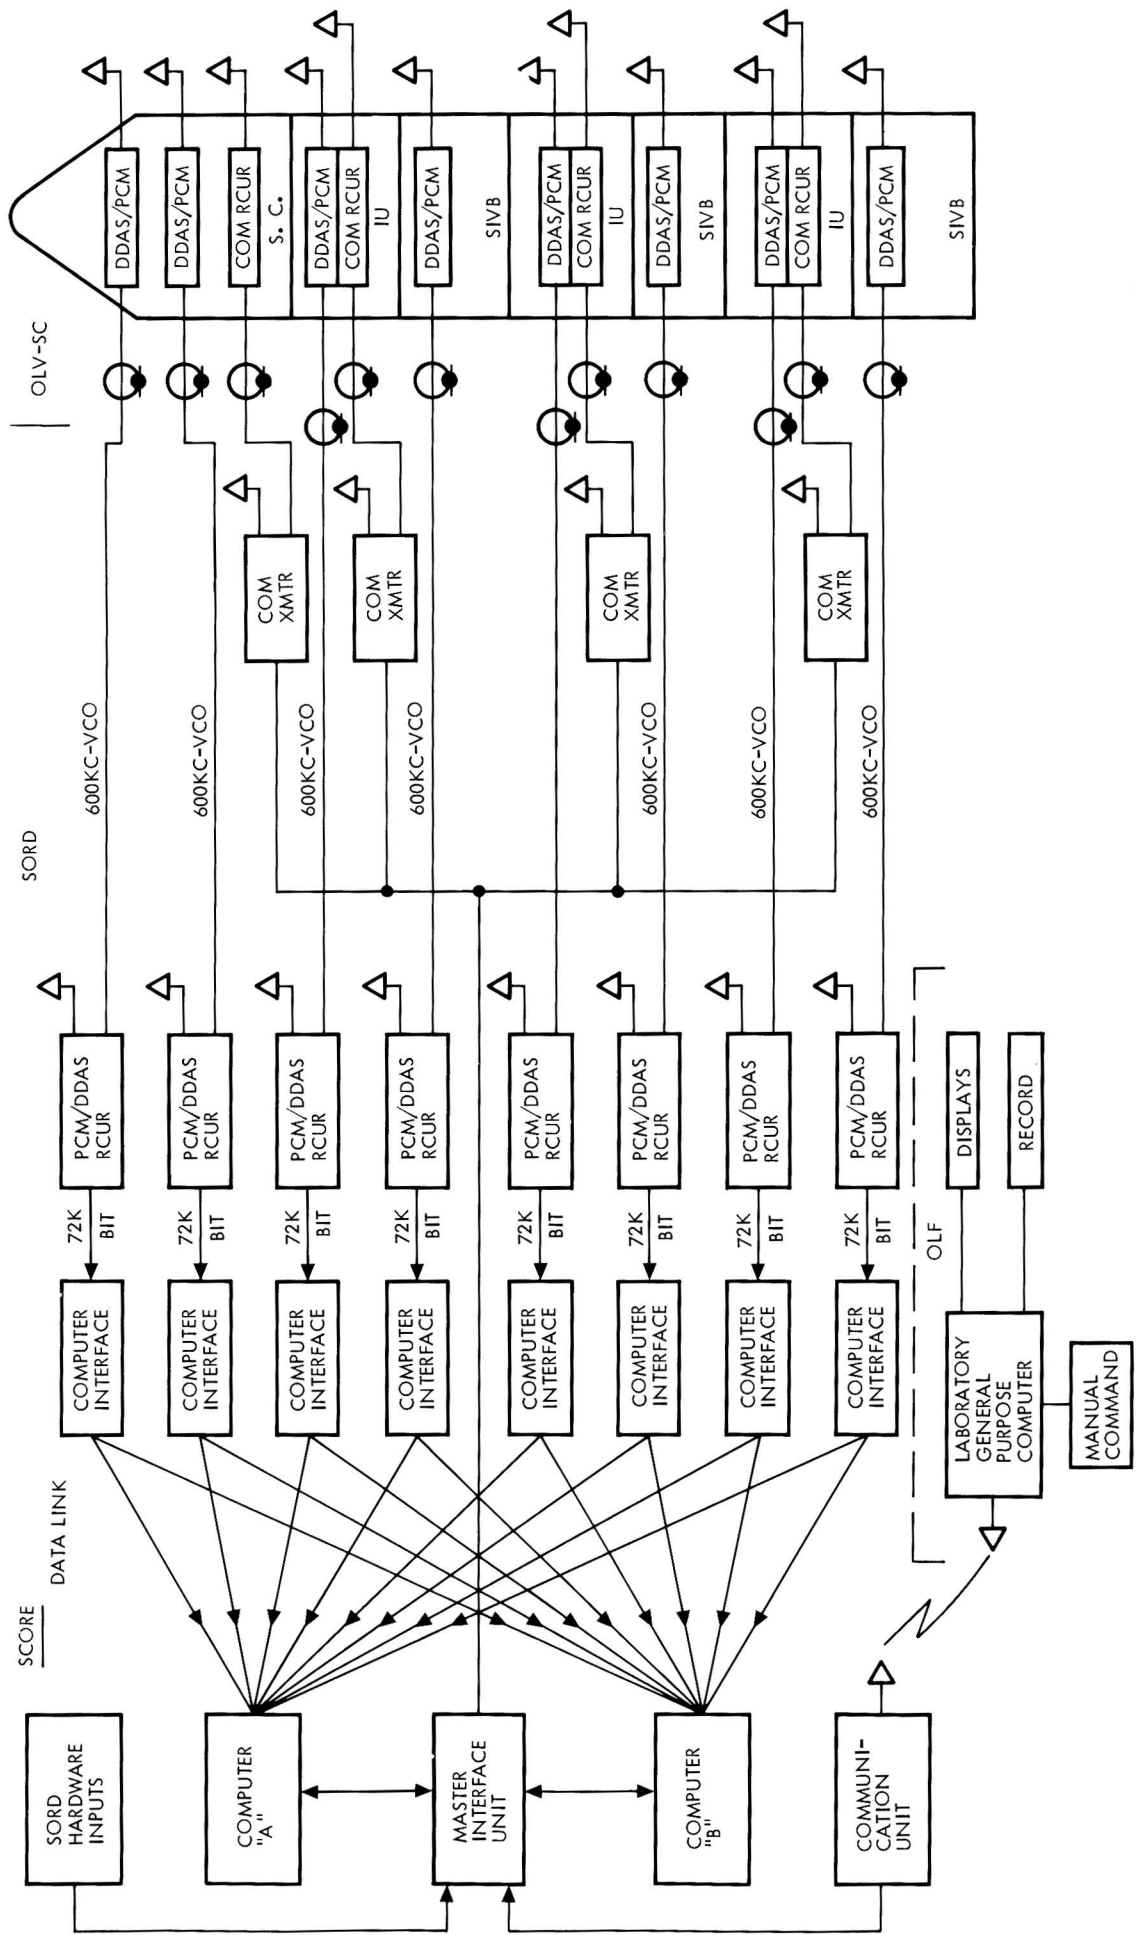 SCORE
DATA LINK
SORD
OLV-SC
SORD
HARDWARE
INPUTS
COMPUTER
"A"
MASTER
INTERFACE
UNIT
COMPUTER
"B"
COMMUNI-
CATION
UNIT
COMPUTER
INTERFACE
72K
BIT
PCM/DDAS
RCUR
600KC-VCO
DDAS/PCM
COMPUTER
INTERFACE
72K
BIT
PCM/DDAS
RCUR
600KC-VCO
DDAS/PCM
COM
XMTR
COM RCUR
S. C.
COMPUTER
INTERFACE
72K
BIT
PCM/DDAS
RCUR
600KC-VCO
DDAS/PCM
COM
XMTR
COM RCUR
IU
COMPUTER
INTERFACE
72K
BIT
PCM/DDAS
RCUR
600KC-VCO
DDAS/PCM
SIVB
COMPUTER
INTERFACE
72K
BIT
PCM/DDAS
RCUR
DDAS/PCM
COM
XMTR
COM RCUR
IU
COMPUTER
INTERFACE
72K
BIT
PCM/DDAS
RCUR
600KC-VCO
DDAS/PCM
SIVB
COMPUTER
INTERFACE
72K
BIT
PCM/DDAS
RCUR
600KC-VCO
DDAS/PCM
COM
XMTR
COM RCUR
IU
COMPUTER
INTERFACE
72K
BIT
PCM/DDAS
RCUR
600KC-VCO
DDAS/PCM
SIVB
OLF
LABORATORY
GENERAL
PURPOSE
COMPUTER
DISPLAYS
RECORD
MANUAL
COMMAND